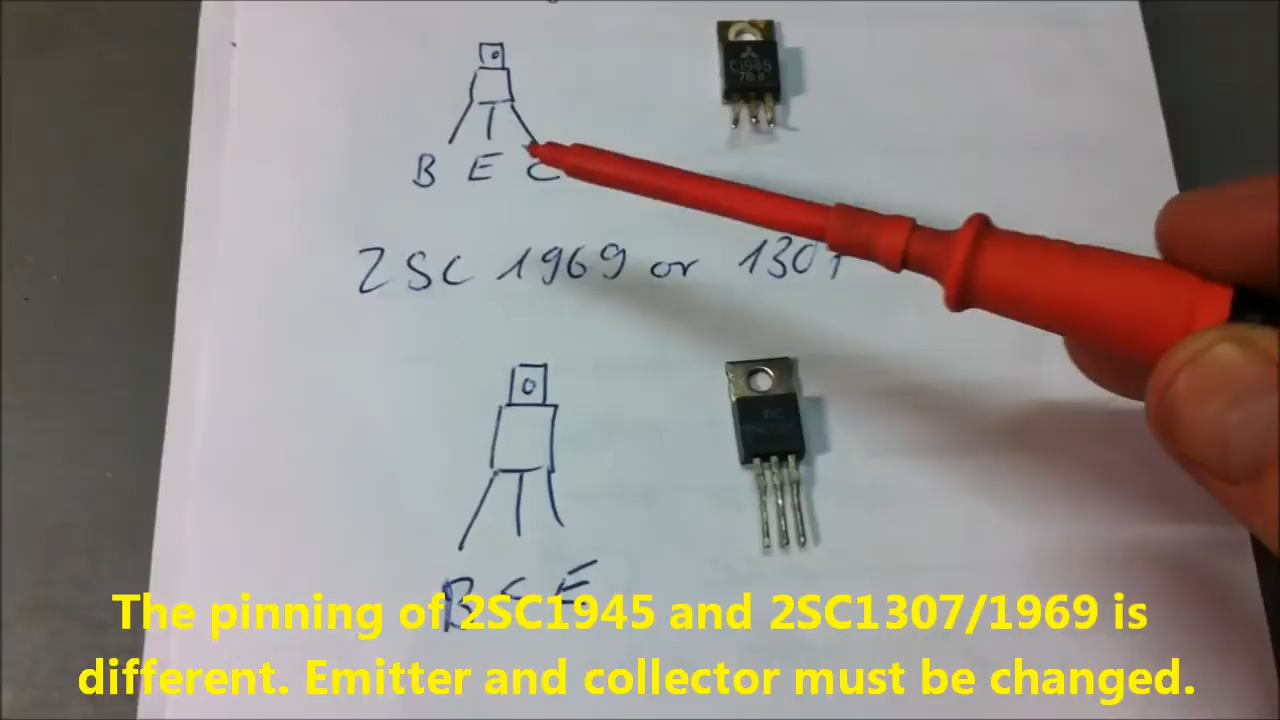 C1945
B E C
2SC 1969 or 1307
B C E
The pinning of 2SC1945 and 2SC1307/1969 is
different. Emitter and collector must be changed.